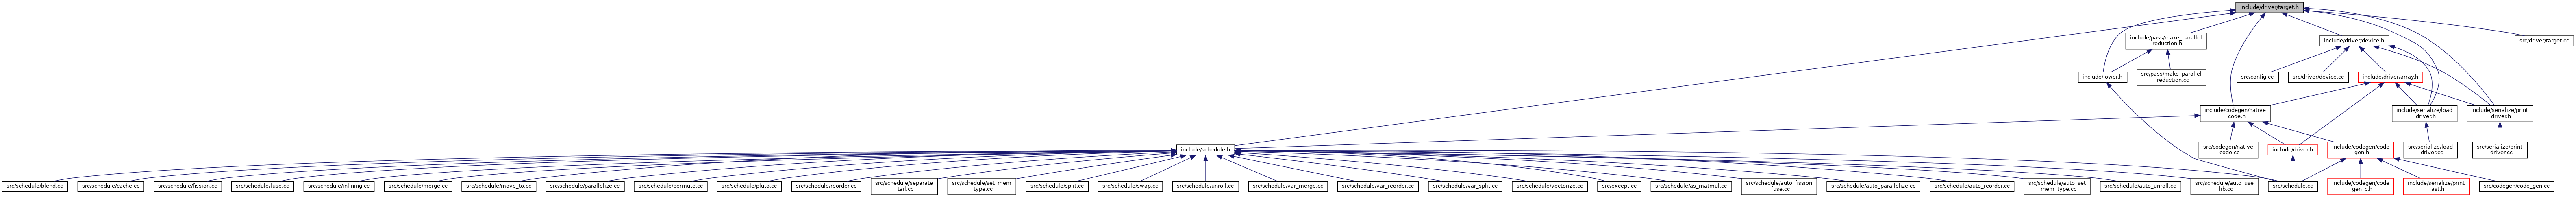 include/driver/target.h
include/pass/make_parallel
_reduction.h
include/driver/device.h
src/driver/target.cc
include/lower.h
src/pass/make_parallel
_reduction.cc
src/config.cc
src/driver/device.cc
include/driver/array.h
include/codegen/native
_code.h
include/serialize/load
_driver.h
include/serialize/print
_driver.h
include/schedule.h
src/codegen/native
_code.cc
include/driver.h
include/codegen/code
_gen.h
src/serialize/load
_driver.cc
src/serialize/print
_driver.cc
src/schedule/blend.cc
src/schedule/cache.cc
src/schedule/fission.cc
src/schedule/fuse.cc
src/schedule/inlining.cc
src/schedule/merge.cc
src/schedule/move_to.cc
src/schedule/parallelize.cc
src/schedule/permute.cc
src/schedule/pluto.cc
src/schedule/reorder.cc
src/schedule/separate
_tail.cc
src/schedule/set_mem
_type.cc
src/schedule/split.cc
src/schedule/swap.cc
src/schedule/unroll.cc
src/schedule/var_merge.cc
src/schedule/var_reorder.cc
src/schedule/var_split.cc
src/schedule/vectorize.cc
src/except.cc
src/schedule/as_matmul.cc
src/schedule/auto_fission
_fuse.cc
src/schedule/auto_parallelize.cc
src/schedule/auto_reorder.cc
src/schedule/auto_set
_mem_type.cc
src/schedule/auto_unroll.cc
src/schedule/auto_use
_lib.cc
src/schedule.cc
include/codegen/code
_gen_c.h
include/serialize/print
_ast.h
src/codegen/code_gen.cc